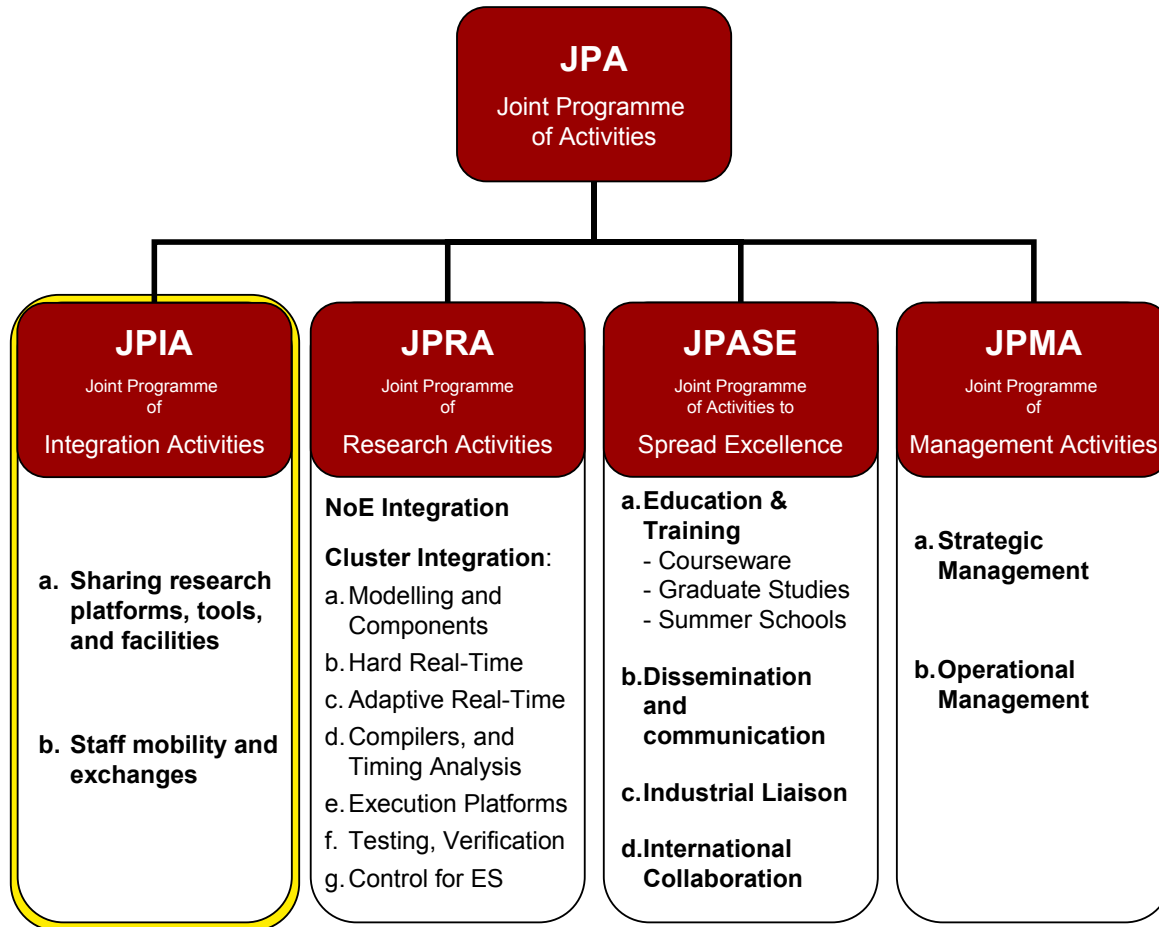 JPA
Joint Programme
of Activities
JPIA
Joint Programme
of
Integration Activities
a. Sharing research
platforms, tools,
and facilities
b. Staff mobility and
exchanges
JPRA
Joint Programme
of
Research Activities
NoE Integration
Cluster Integration:
a. Modelling and
Components
b. Hard Real-Time
c. Adaptive Real-Time
d. Compilers, and
Timing Analysis
e. Execution Platforms
f. Testing, Verification
g. Control for ES
JPASE
Joint Programme
of Activities to
Spread Excellence
a. Education &
Training
- Courseware
- Graduate Studies
- Summer Schools
b. Dissemination
and
communication
c. Industrial Liaison
d. International
Collaboration
JPMA
Joint Programme
of
Management Activities
a. Strategic
Management
b. Operational
Management